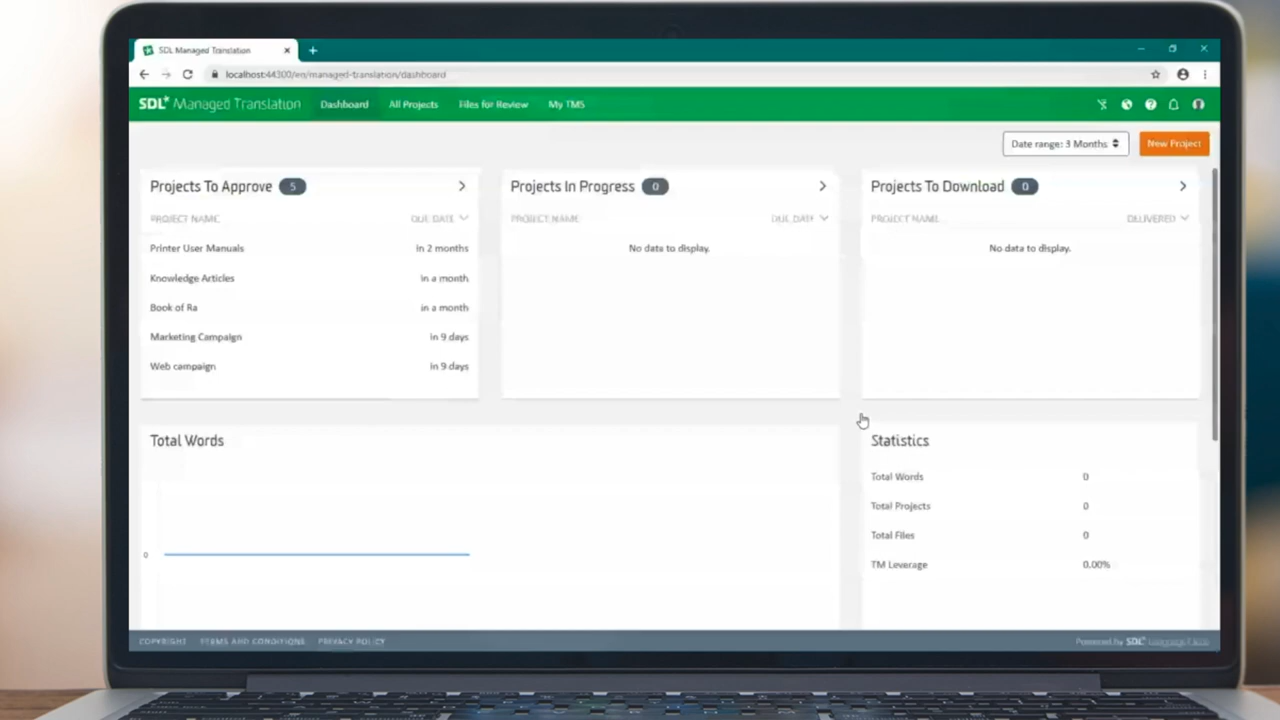 SDL Managed Translation
localhost:44300/en/managed-translation/dashboard
SDL* Managed Translation Dashboard All Projects Files for Review My TMS
Date range: 3 Months New Project
Projects To Approve 5
PROJECT NAME DUE DATE
Printer User Manuals in 2 months
Knowledge Articles in a month
Book of Ra in a month
Marketing Campaign in 9 days
Web campaign in 9 days
Projects In Progress 0
PROJECT NAME DUE DATE
No data to display.
Projects To Download 0
PROJECT NAME DELIVERED
No data to display.
Total Words
0
Statistics
Total Words 0
Total Projects 0
Total Files 0
TM Leverage 0.00%
COPYRIGHT TERMS AND CONDITIONS PRIVACY POLICY
Powered by SDL*